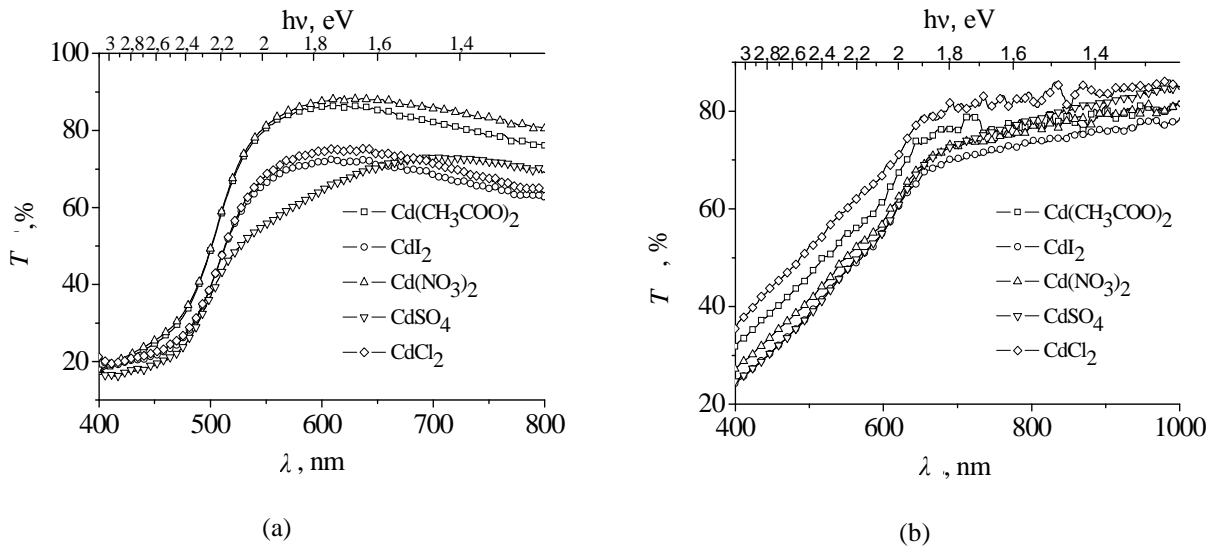 hν, eV
3 2,8 2,6 2,4 2,2 2 1,8 1,6 1,4
100
80
60
40
20
T, %
Cd(CH3COO)2
CdI2
Cd(NO3)2
CdSO4
CdCl2
400 500 600 700 800
λ, nm
(a)
hν, eV
3 2,8 2,6 2,4 2,2 2 1,8 1,6 1,4
80
60
40
20
T, %
Cd(CH3COO)2
CdI2
Cd(NO3)2
CdSO4
CdCl2
400 600 800 1000
λ, nm
(b)